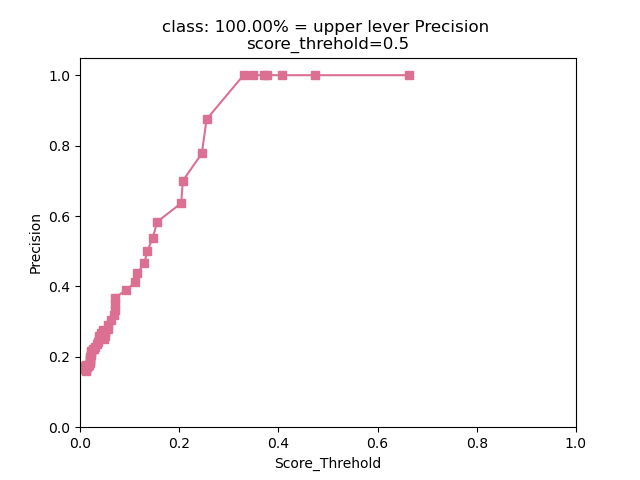 class: 100.00% = upper lever Precision
score_threhold=0.5
1.0
0.8
0.6
0.4
0.2
0.0
Precision
0.0 0.2 0.4 0.6 0.8 1.0
Score_Threhold